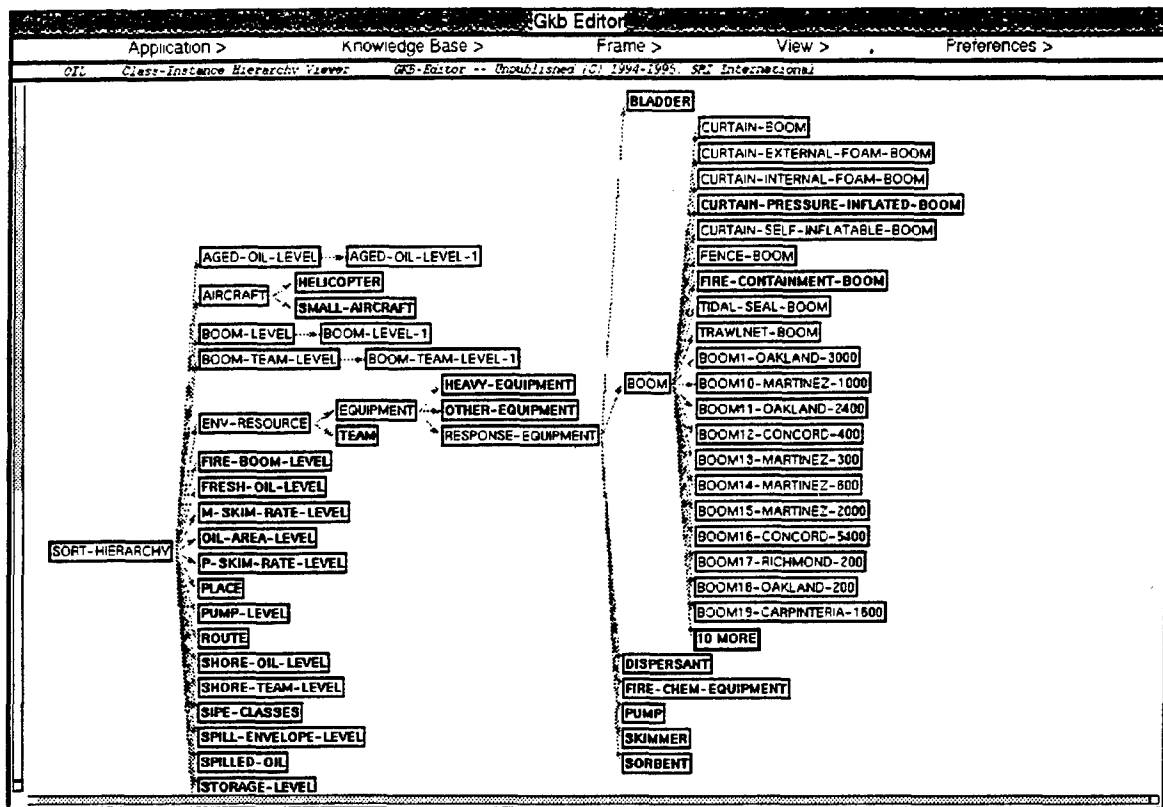 Gkb Editor
Application > Knowledge Base > Frame > View > Preferences >
OIL Class-Instance Hierarchy Viewer GKB-Editor -- Unpublished (C) 1994-1995, SRI International
SORT-HIERARCHY
AGED-OIL-LEVEL
AGED-OIL-LEVEL-1
AIRCRAFT
HELICOPTER
SMALL-AIRCRAFT
BOOM-LEVEL
BOOM-LEVEL-1
BOOM-TEAM-LEVEL
BOOM-TEAM-LEVEL-1
ENV-RESOURCE
EQUIPMENT
TEAM
HEAVY-EQUIPMENT
OTHER-EQUIPMENT
RESPONSE-EQUIPMENT
FIRE-BOOM-LEVEL
FRESH-OIL-LEVEL
M-SKIM-RATE-LEVEL
OIL-AREA-LEVEL
P-SKIM-RATE-LEVEL
PLACE
PUMP-LEVEL
ROUTE
SHORE-OIL-LEVEL
SHORE-TEAM-LEVEL
SIPE-CLASSES
SPILL-ENVELOPE-LEVEL
SPILLED-OIL
STORAGE-LEVEL
BLADDER
BOOM
CURTAIN-BOOM
CURTAIN-EXTERNAL-FOAM-BOOM
CURTAIN-INTERNAL-FOAM-BOOM
CURTAIN-PRESSURE-INFLATED-BOOM
CURTAIN-SELF-INFLATABLE-BOOM
FENCE-BOOM
FIRE-CONTAINMENT-BOOM
TIDAL-SEAL-BOOM
TRAWLNET-BOOM
BOOM1-OAKLAND-3000
BOOM10-MARTINEZ-1000
BOOM11-OAKLAND-2400
BOOM12-CONCORD-400
BOOM13-MARTINEZ-300
BOOM14-MARTINEZ-600
BOOM15-MARTINEZ-2000
BOOM16-CONCORD-5400
BOOM17-RICHMOND-200
BOOM18-OAKLAND-200
BOOM19-CARPINTERIA-1600
10 MORE
DISPERSANT
FIRE-CHEM-EQUIPMENT
PUMP
SKIMMER
SORBENT